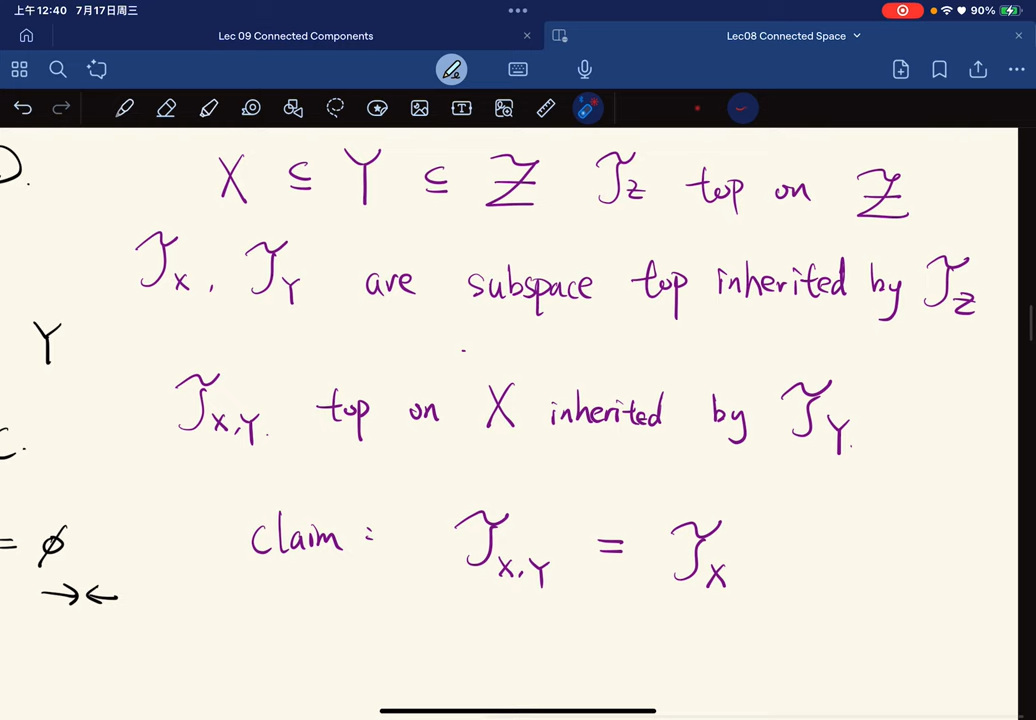 上午12:40 7月17日周三
90%
Lec 09 Connected Components
Lec08 Connected Space
D.
X ⊆ Y ⊆ Z 𝒯_Z top on Z
𝒯_X, 𝒯_Y are subspace top inherited by 𝒯_Z
Y
𝒯_X,Y. top on X inherited by 𝒯_Y.
C.
claim: 𝒯_X,Y = 𝒯_X
= ∅
→←